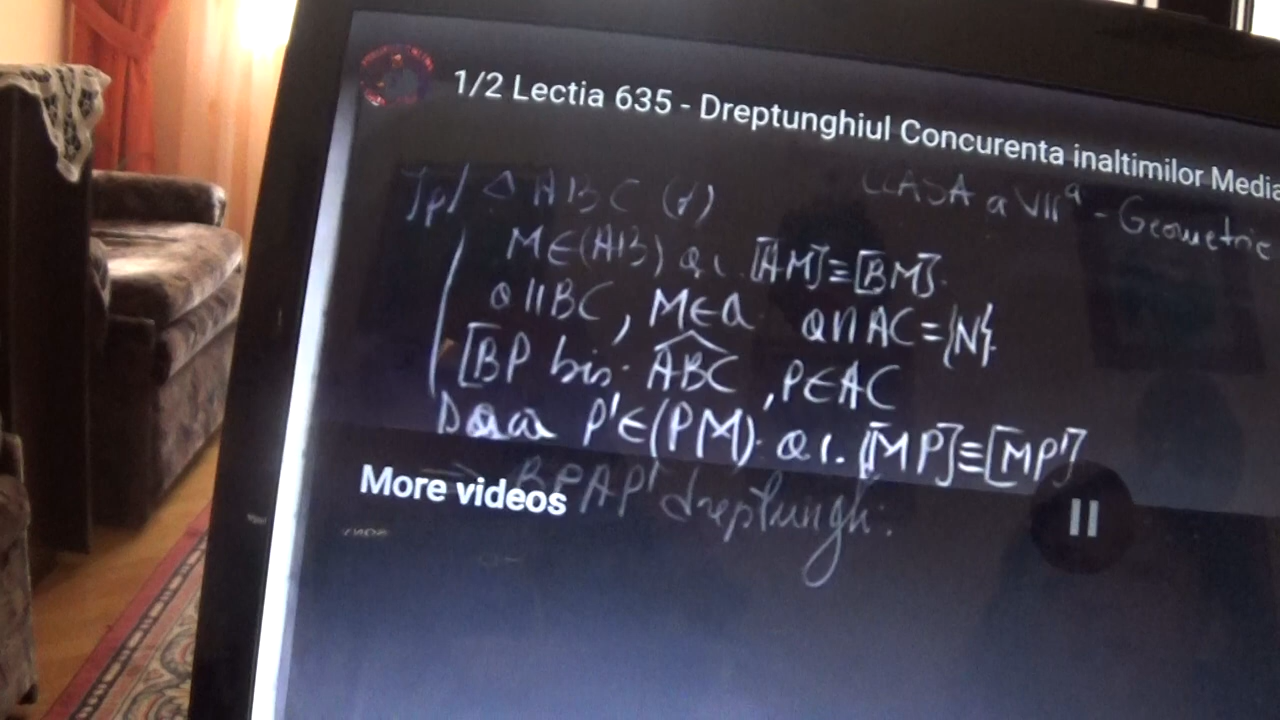 1/2 Lectia 635 - Dreptunghiul Concurenta inaltimilor Media
CLASA a VII a - Geometrie
Ip/ Δ ABC (∀)
M∈(AB) a.î. [AM]≡[BM].
a∥BC, M∈a a∩AC={N}.
[BP bis. ABC, P∈AC
Daca P'∈(PM) a.î. [MP]≡[MP']
⇒ BPAP' dreptungh.
More videos